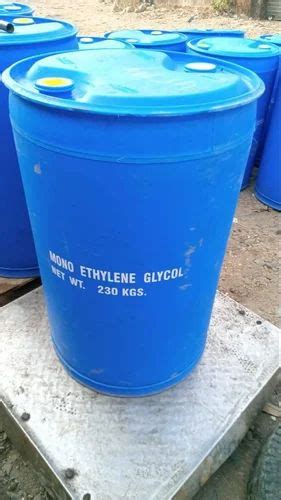 MONO ETHYLENE GLYCOL
NET WT. 230 KGS.